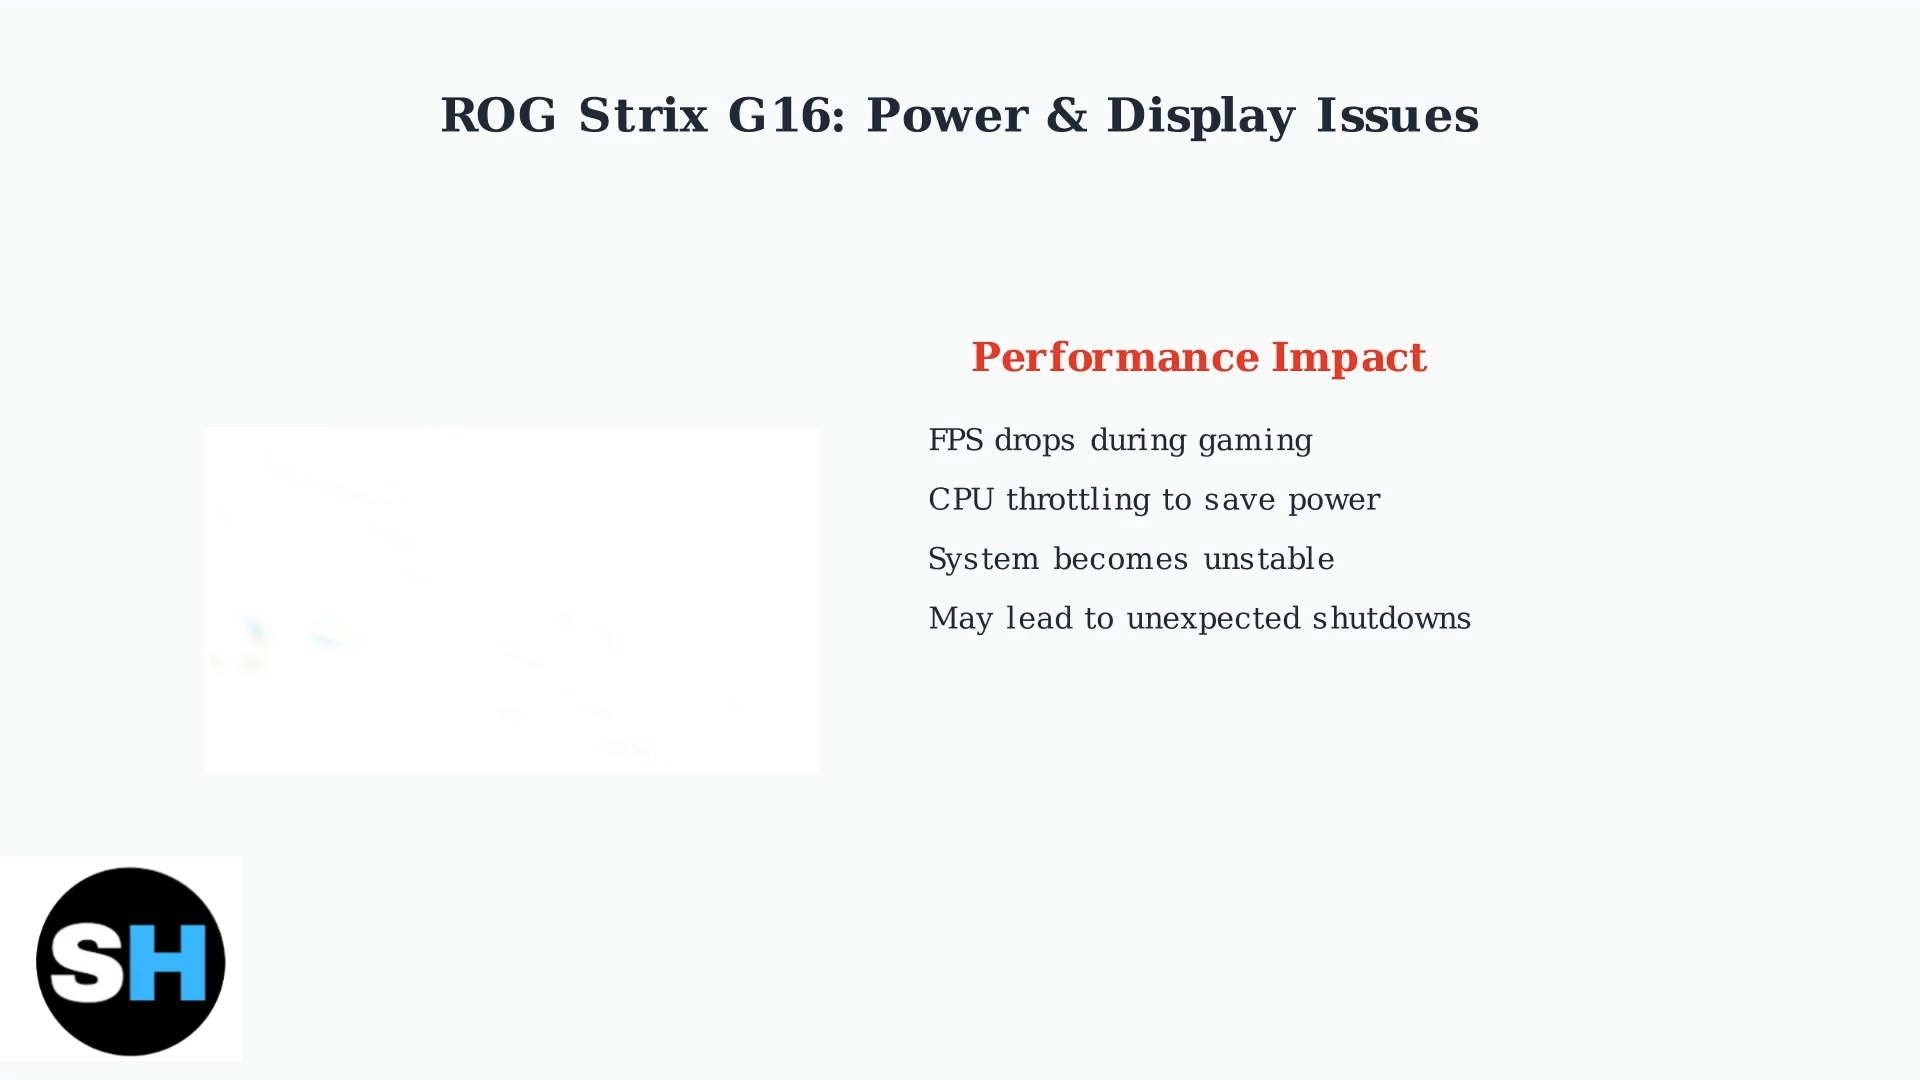 ROG Strix G16: Power & Display Issues
Performance Impact
FPS drops during gaming
CPU throttling to save power
System becomes unstable
May lead to unexpected shutdowns
SH